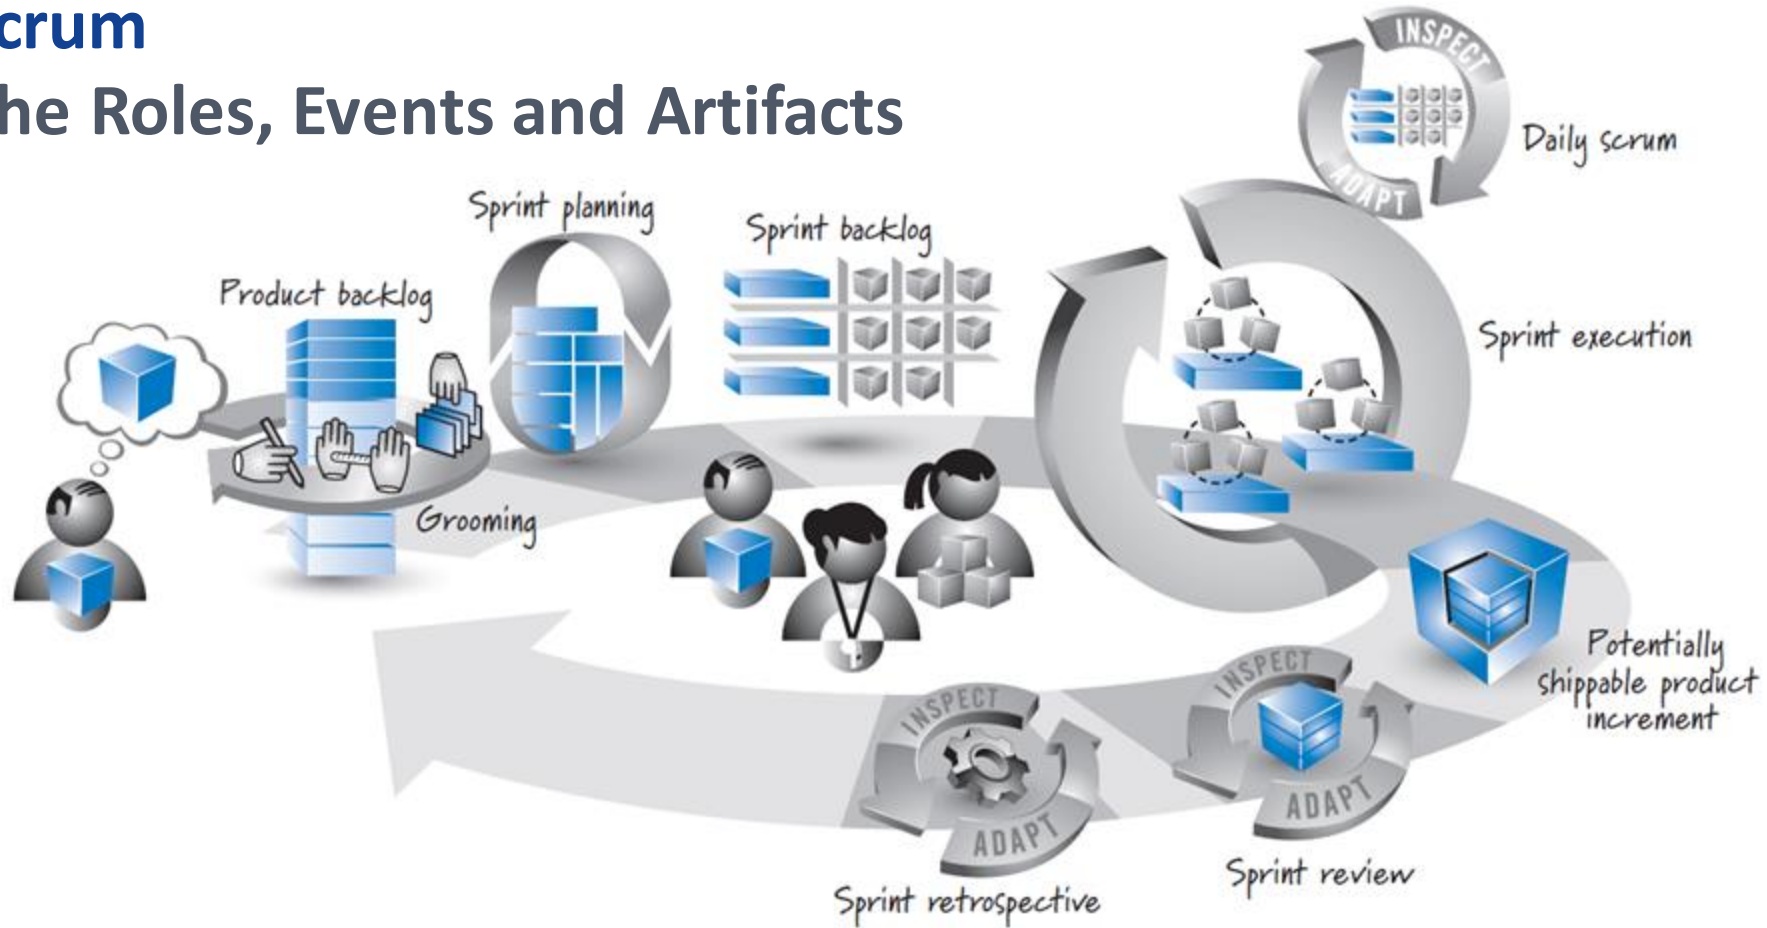 crum
he Roles, Events and Artifacts
INSPECT
ADAPT
Daily scrum
Sprint planning
Sprint backlog
Product backlog
Sprint execution
Grooming
Potentially
shippable product
increment
INSPECT
ADAPT
Sprint review
INSPECT
ADAPT
Sprint retrospective